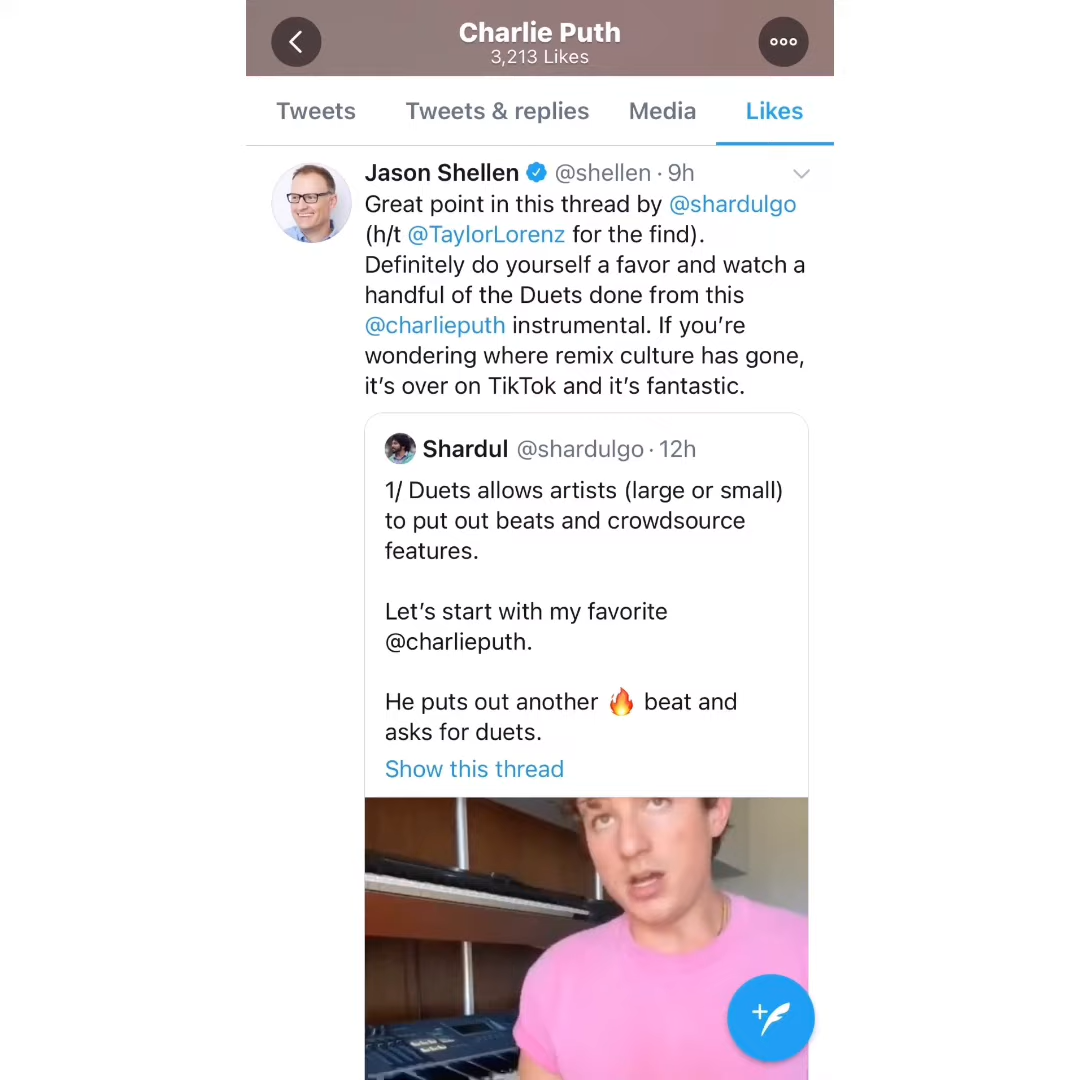 Charlie Puth
3,213 Likes
Tweets Tweets & replies Media Likes
Jason Shellen @shellen · 9h
Great point in this thread by @shardulgo
(h/t @TaylorLorenz for the find).
Definitely do yourself a favor and watch a
handful of the Duets done from this
@charlieputh instrumental. If you’re
wondering where remix culture has gone,
it’s over on TikTok and it’s fantastic.
Shardul @shardulgo · 12h
1/ Duets allows artists (large or small)
to put out beats and crowdsource
features.
Let’s start with my favorite
@charlieputh.
He puts out another 🔥 beat and
asks for duets.
Show this thread